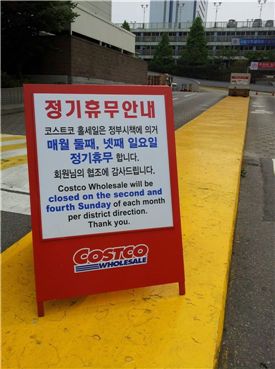 정기휴무안내
코스트코 홀세일은 정부시책에 의거
매월 둘째, 넷째 일요일
정기휴무 합니다.
회원님의 협조에 감사드립니다.
Costco Wholesale will be
closed on the second and
fourth Sunday of each month
per district direction.
Thank you.
COSTCO
WHOLESALE